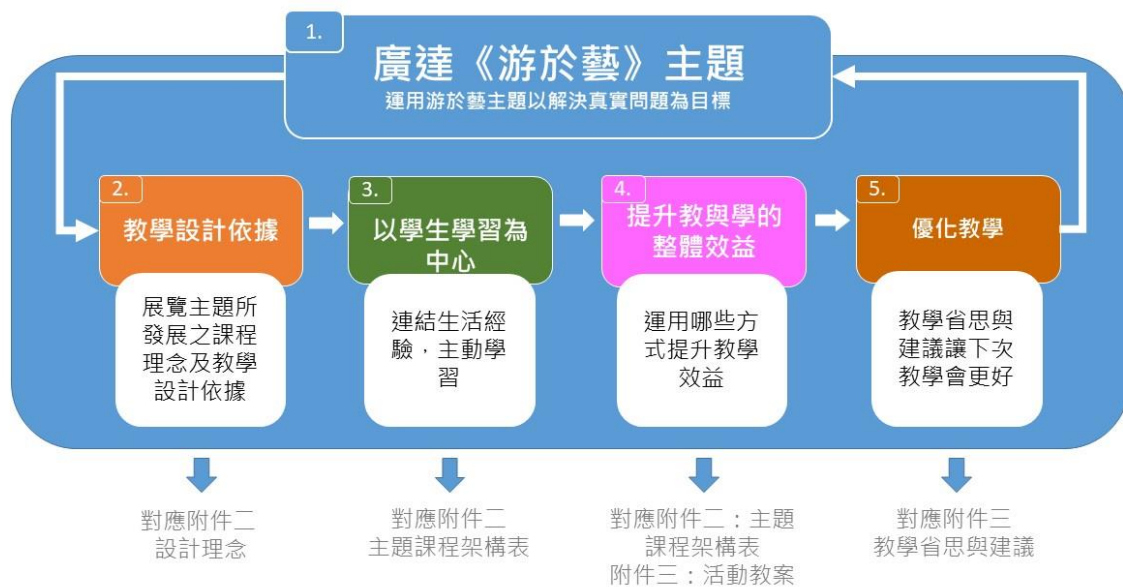 1.
廣達《游於藝》主題
運用游於藝主題以解決真實問題為目標
2.
教學設計依據
展覽主題所
發展之課程
理念及教學
設計依據
3.
以學生學習為
中心
連結生活經
驗，主動學
習
4.
提升教與學的
整體效益
運用哪些方
式提升教學
效益
5.
優化教學
教學省思與
建議讓下次
教學會更好
對應附件二
設計理念
對應附件二
主題課程架構表
對應附件二：主題
課程架構表
附件三：活動教案
對應附件三
教學省思與建議